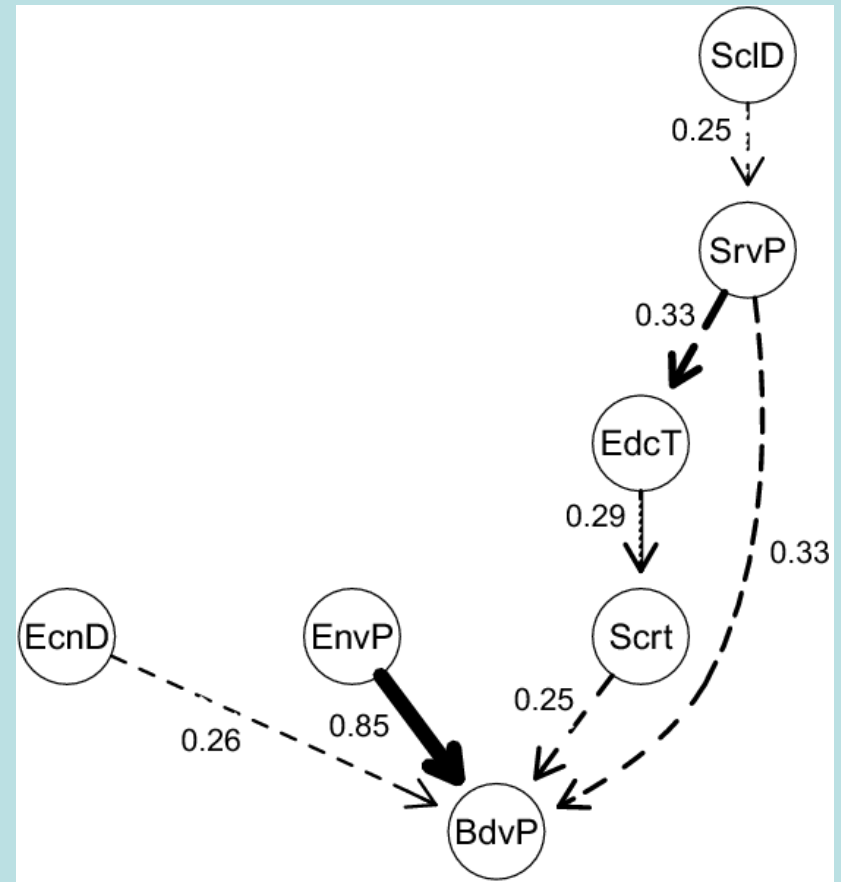 SclD
0.25
SrvP
0.33
EdcT
0.29
0.33
EcnD
EnvP
Scrt
0.25
0.85
0.26
BdvP